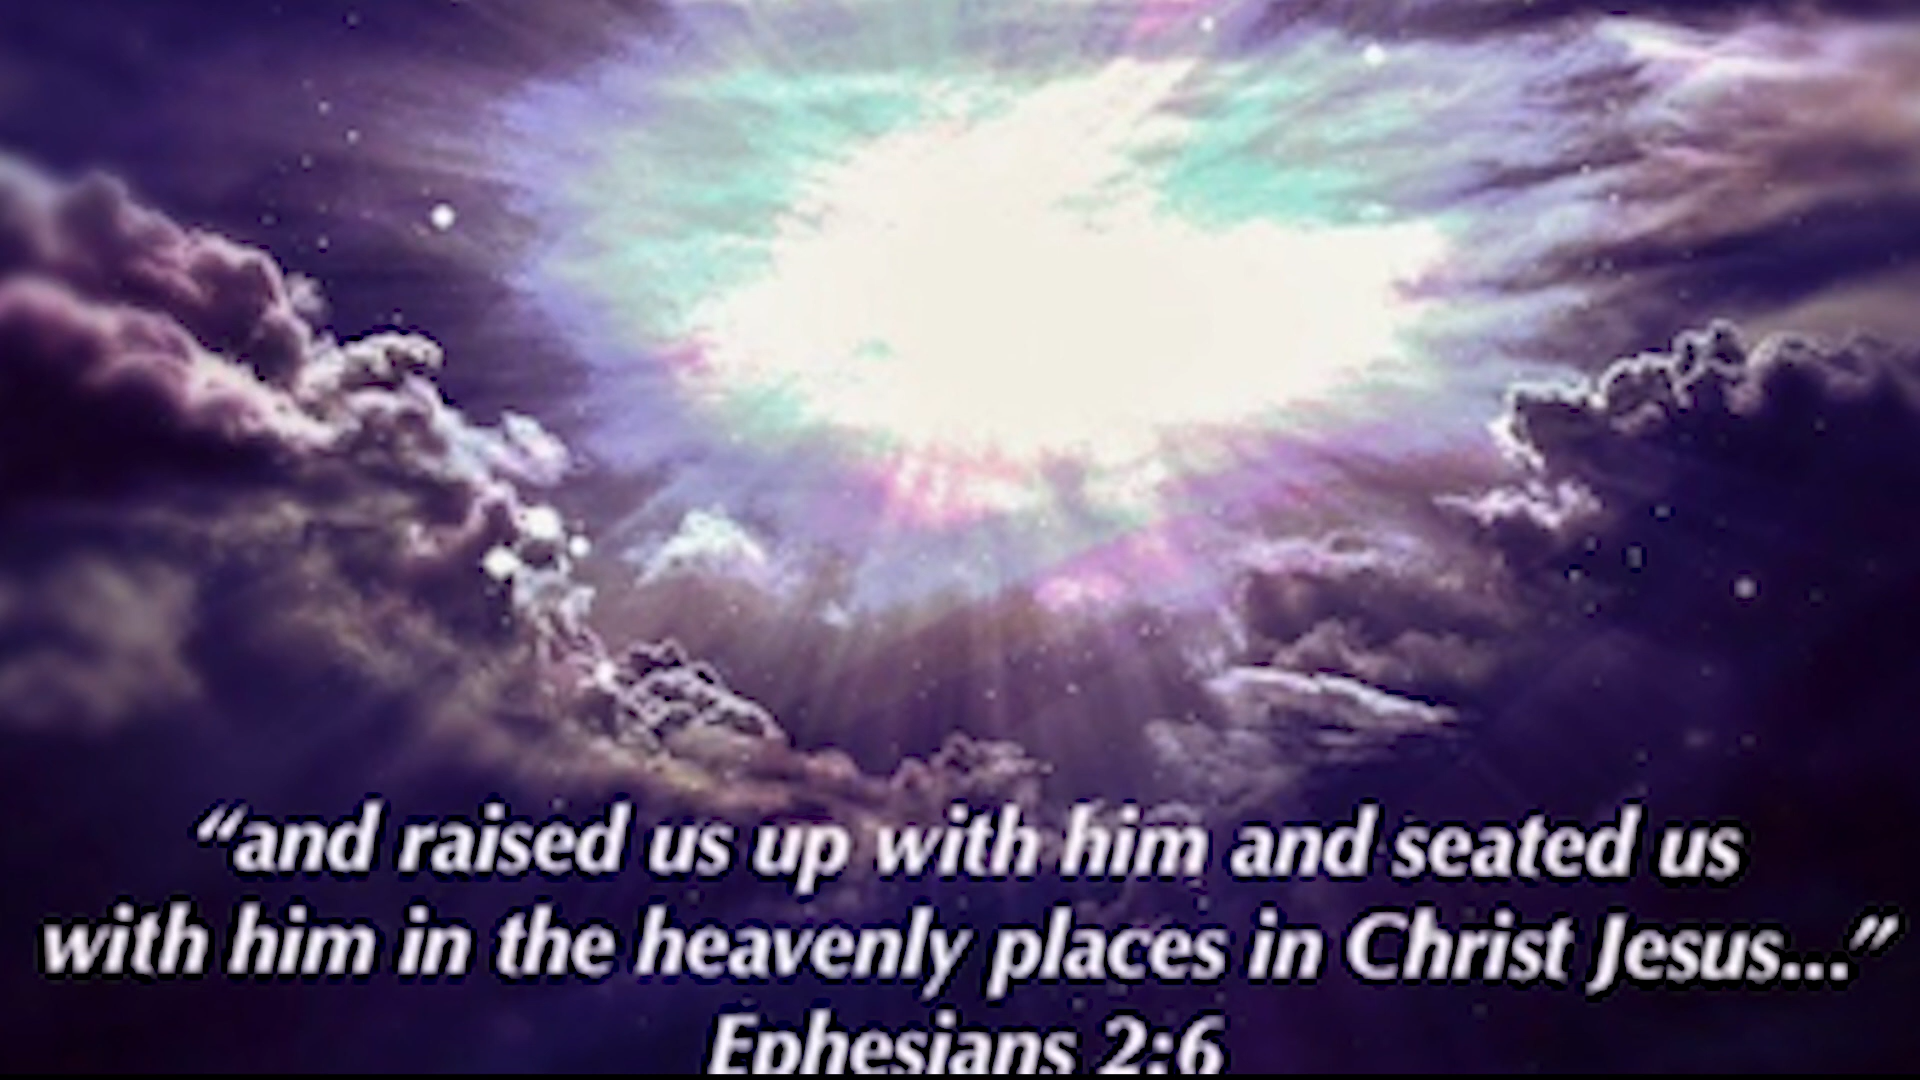 “and raised us up with him and seated us
with him in the heavenly places in Christ Jesus...”
Ephesians 2:6